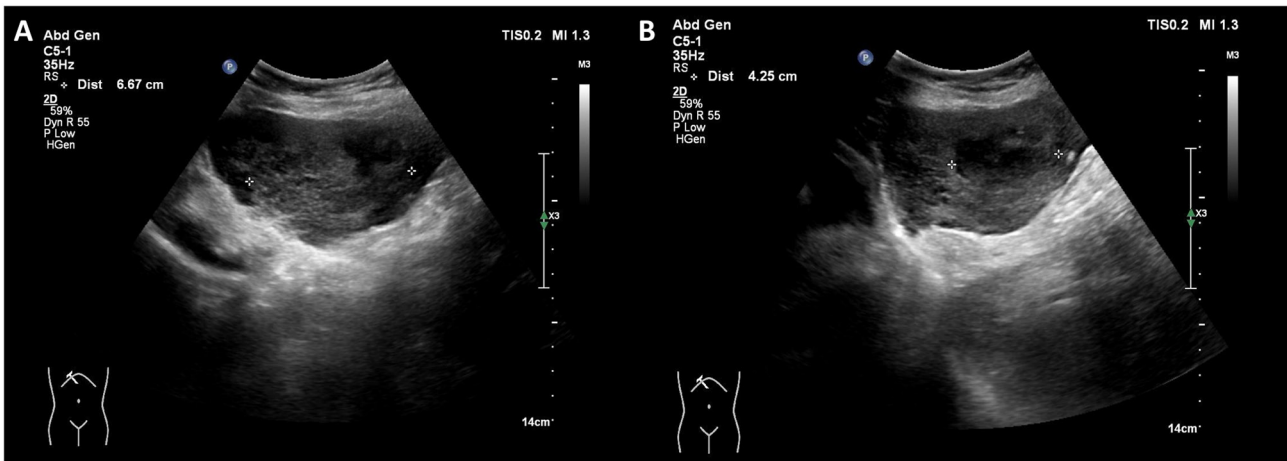 A
Abd Gen
TIS0.2 MI 1.3
C5-1
35Hz
RS
Dist 6.67 cm
2D
59%
Dyn R 55
P Low
HGen
P
M3
X3
14cm
B
Abd Gen
TIS0.2 MI 1.3
C5-1
35Hz
RS
Dist 4.25 cm
2D
59%
Dyn R 55
P Low
HGen
P
M3
X3
14cm